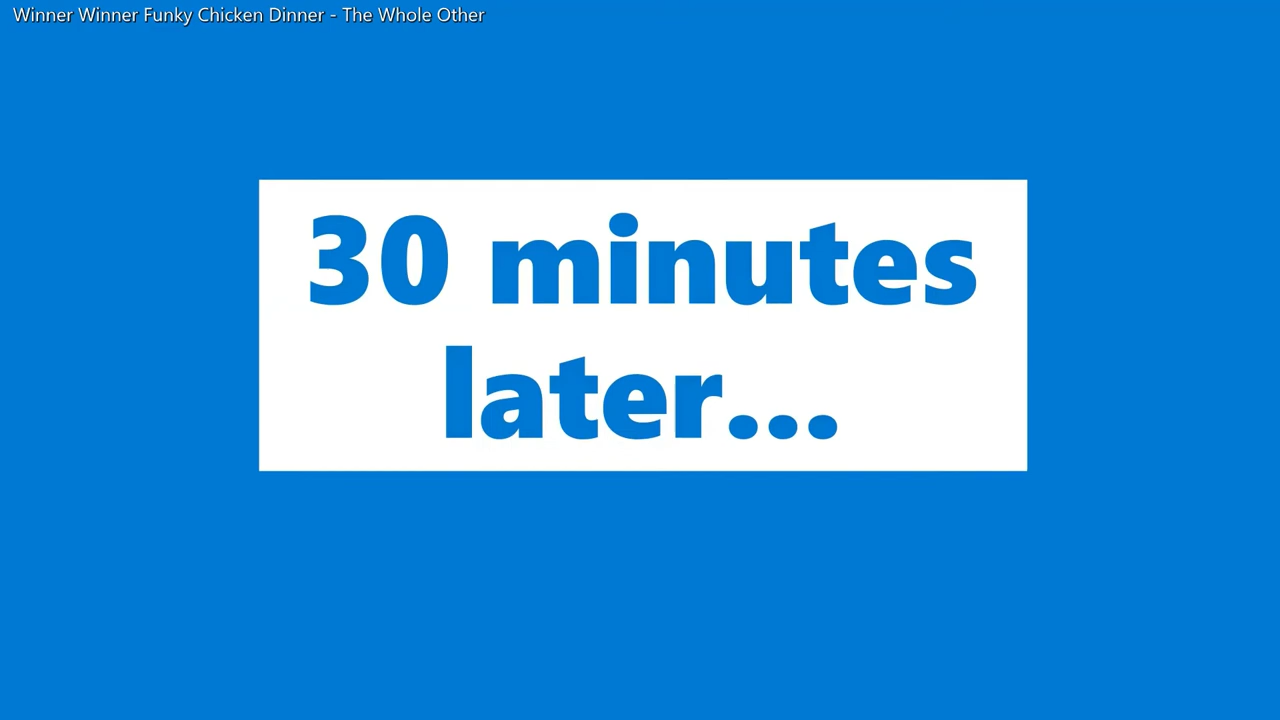 Winner Winner Funky Chicken Dinner - The Whole Other
30 minutes
later...